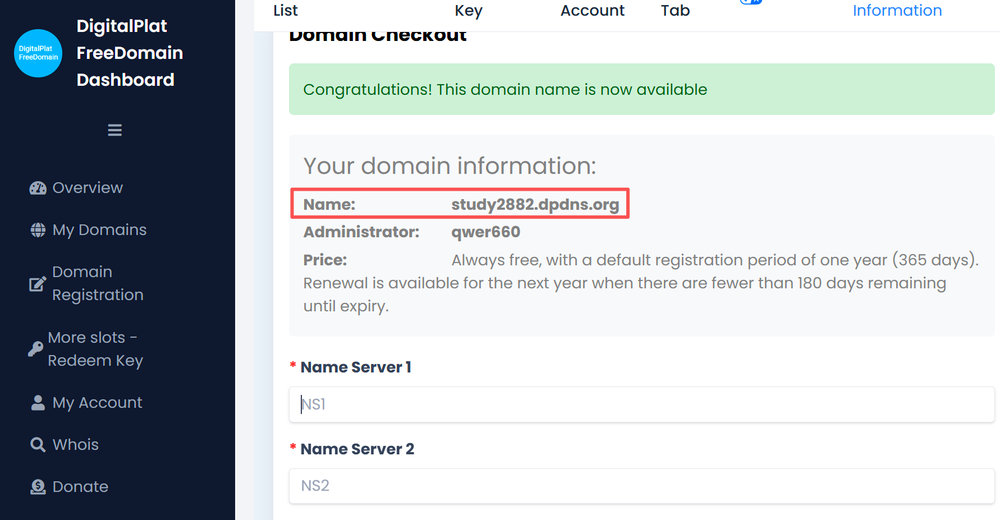 DigitalPlat
FreeDomain
DigitalPlat
FreeDomain
Dashboard
Overview
My Domains
Domain
Registration
More slots -
Redeem Key
My Account
Whois
Donate
List
Key
Account
Tab
Information
Domain Checkout
Congratulations! This domain name is now available
Your domain information:
Name: study2882.dpdns.org
Administrator: qwer660
Price: Always free, with a default registration period of one year (365 days).
Renewal is available for the next year when there are fewer than 180 days remaining
until expiry.
* Name Server 1
NS1
* Name Server 2
NS2